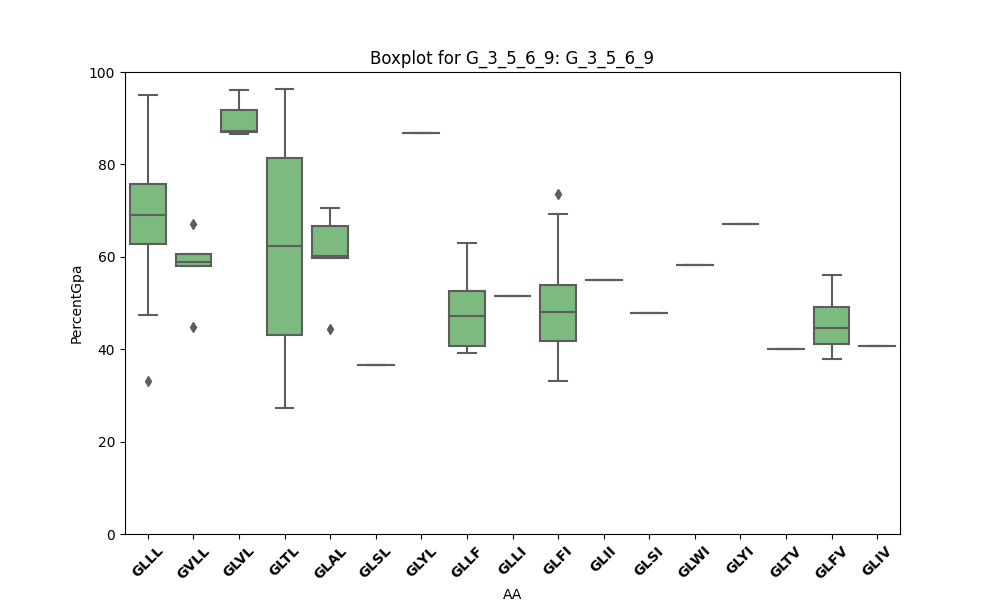 Boxplot for G_3_5_6_9: G_3_5_6_9
100
80
60
40
20
0
PercentGpa
GLLL GVLL GLVL GLTL GLAL GLSL GLYL GLLF GLLI GLFI GLII GLSI GLWI GLYI GLTV GLFV GLIV
AA